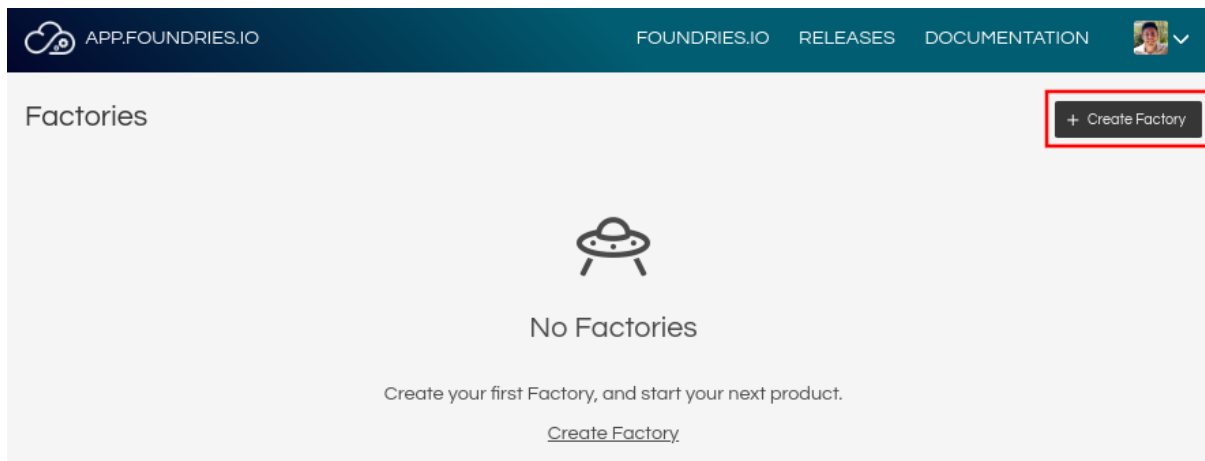 APP.FOUNDRIES.IO FOUNDRIES.IO RELEASES DOCUMENTATION
Factories
+ Create Factory
No Factories
Create your first Factory, and start your next product.
Create Factory